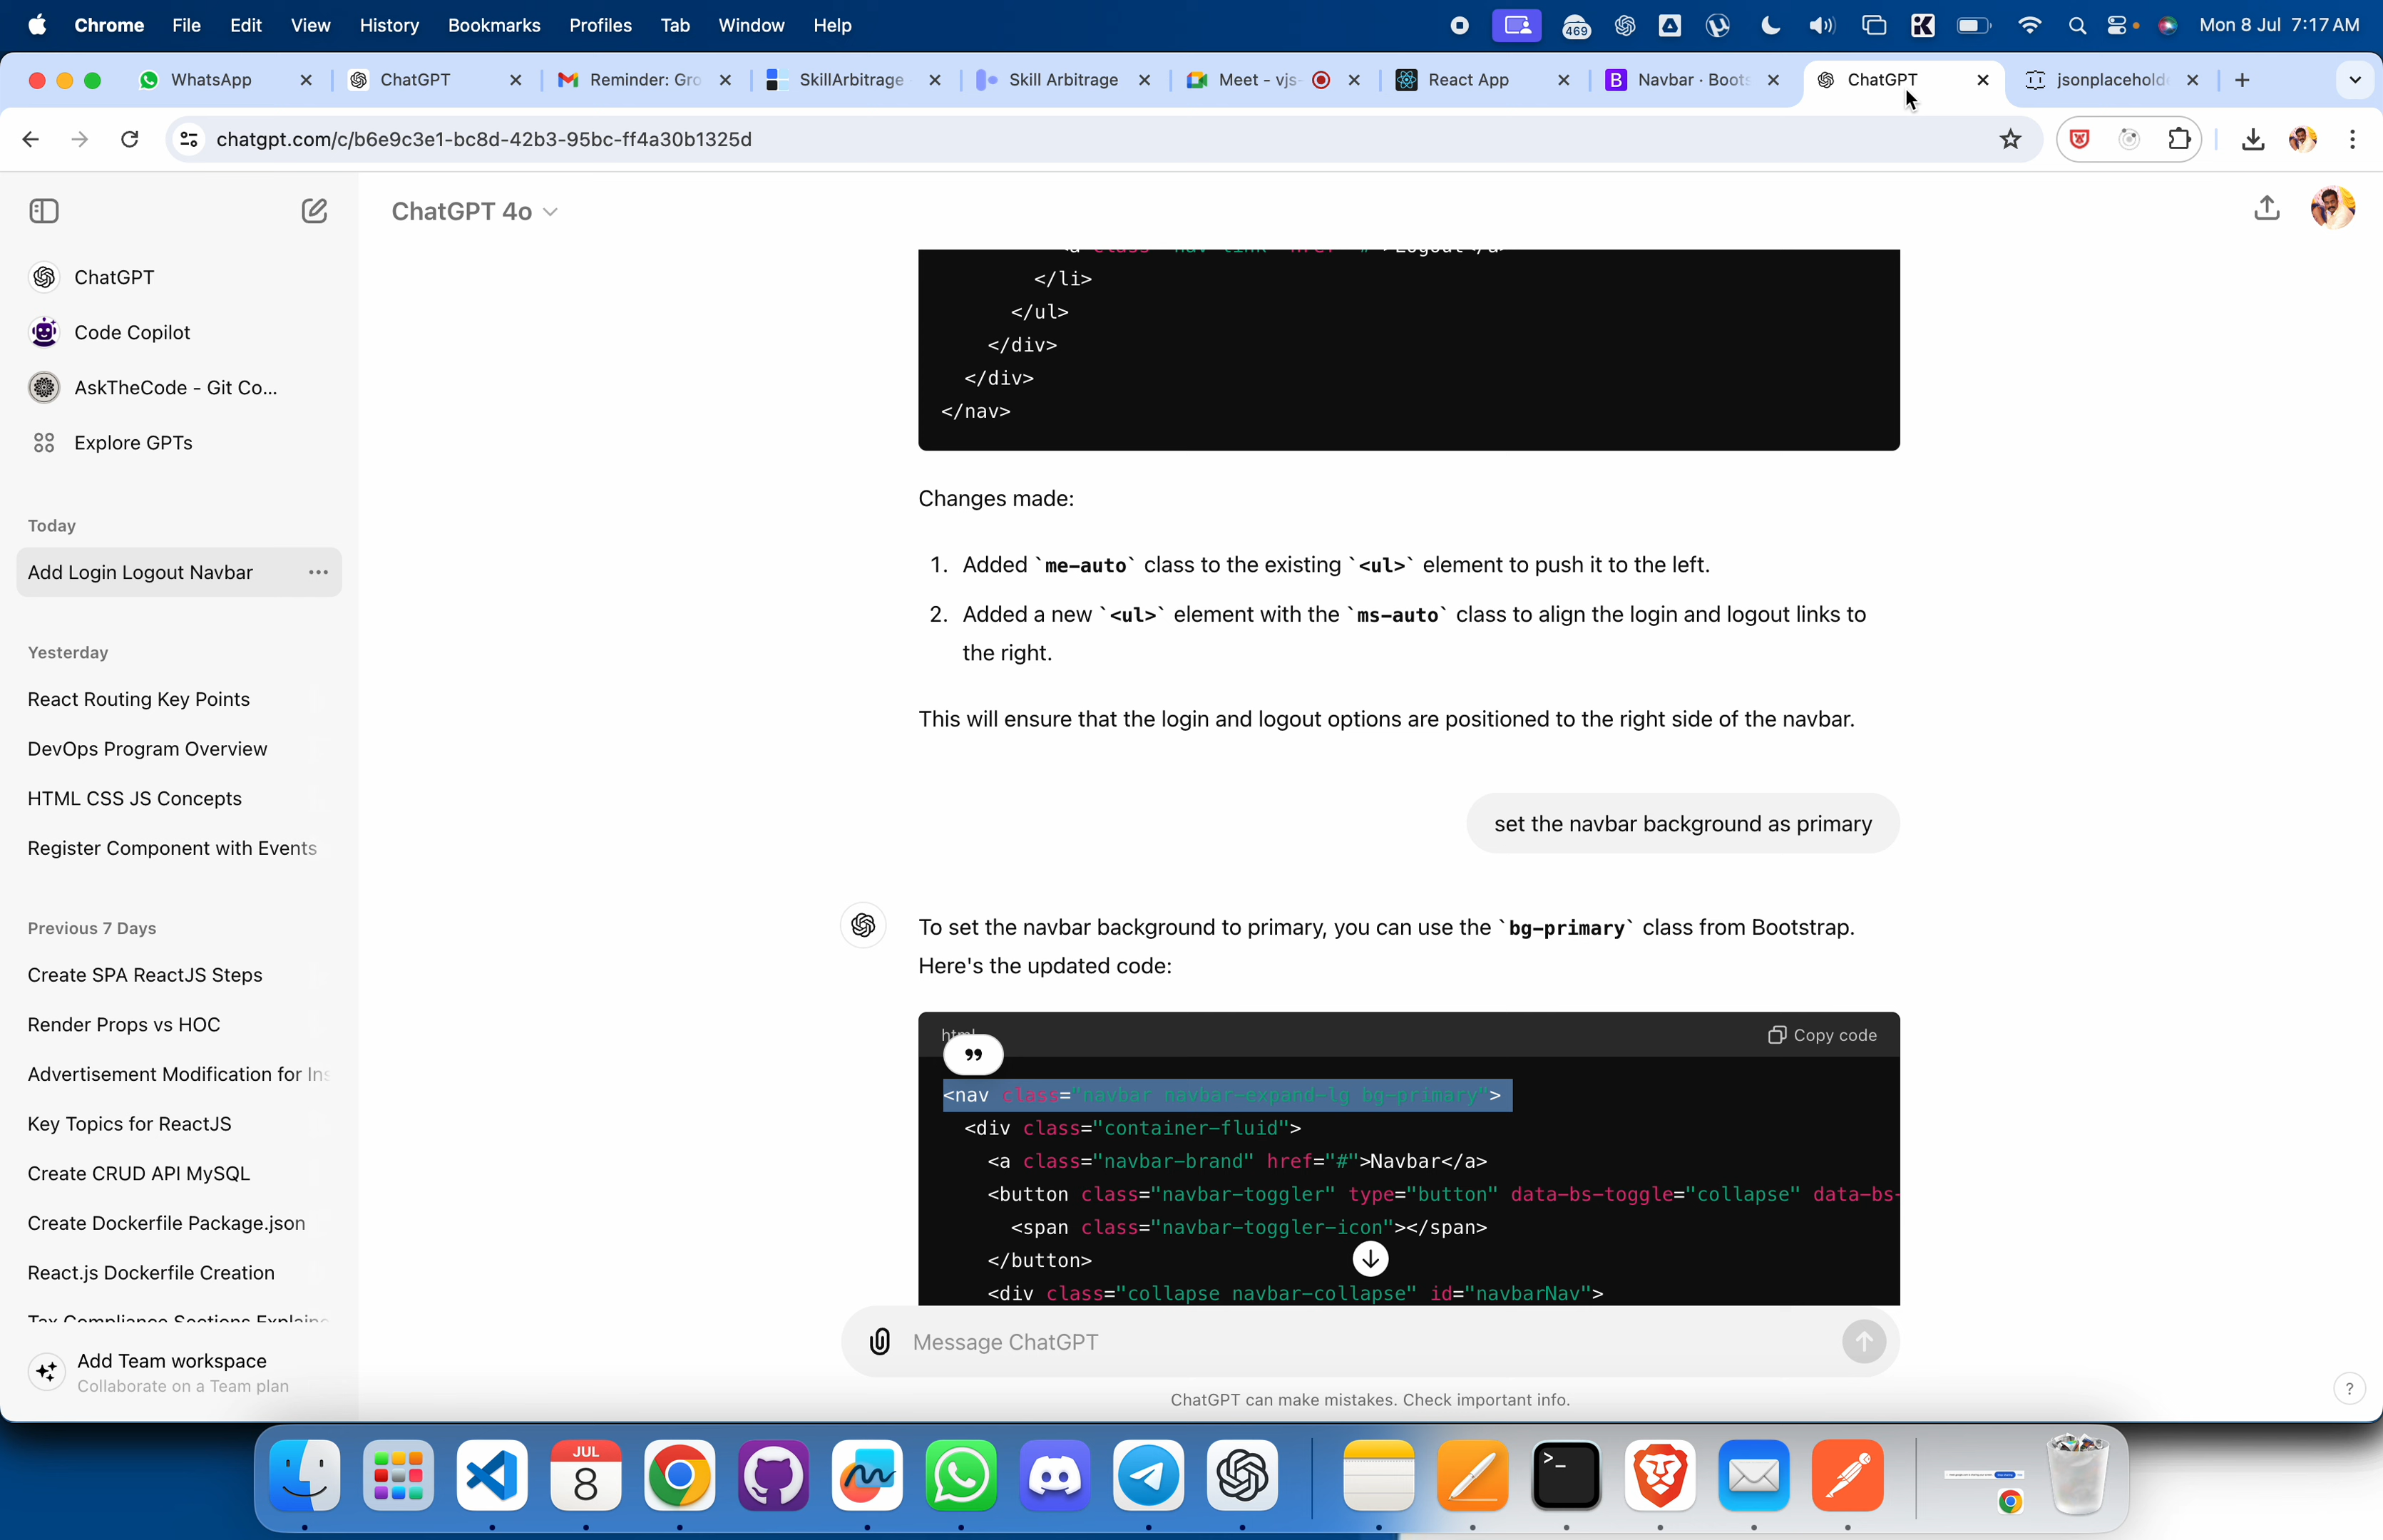 Chrome File Edit View History Bookmarks Profiles Tab Window Help 469 Mon 8 Jul 7:17 AM
WhatsApp ChatGPT Reminder: Gro SkillArbitrage Skill Arbitrage Meet - vjs- React App Navbar · Boots ChatGPT jsonplaceholde
chatgpt.com/c/b6e9c3e1-bc8d-42b3-95bc-ff4a30b1325d
ChatGPT 4o
ChatGPT
Code Copilot
AskTheCode - Git Co...
Explore GPTs
Today
Add Login Logout Navbar
Yesterday
React Routing Key Points
DevOps Program Overview
HTML CSS JS Concepts
Register Component with Events
Previous 7 Days
Create SPA ReactJS Steps
Render Props vs HOC
Advertisement Modification for Ins
Key Topics for ReactJS
Create CRUD API MySQL
Create Dockerfile Package.json
React.js Dockerfile Creation
Tax Compliance Sections Explaine
Add Team workspace
Collaborate on a Team plan
</li>
</ul>
</div>
</div>
</nav>
Changes made:
1. Added `me-auto` class to the existing `<ul>` element to push it to the left.
2. Added a new `<ul>` element with the `ms-auto` class to align the login and logout links to
the right.
This will ensure that the login and logout options are positioned to the right side of the navbar.
set the navbar background as primary
To set the navbar background to primary, you can use the `bg-primary` class from Bootstrap.
Here's the updated code:
html Copy code
<nav class="navbar navbar-expand-lg bg-primary">
<div class="container-fluid">
<a class="navbar-brand" href="#">Navbar</a>
<button class="navbar-toggler" type="button" data-bs-toggle="collapse" data-bs-
<span class="navbar-toggler-icon"></span>
</button>
<div class="collapse navbar-collapse" id="navbarNav">
Message ChatGPT
ChatGPT can make mistakes. Check important info.
?
JUL
8